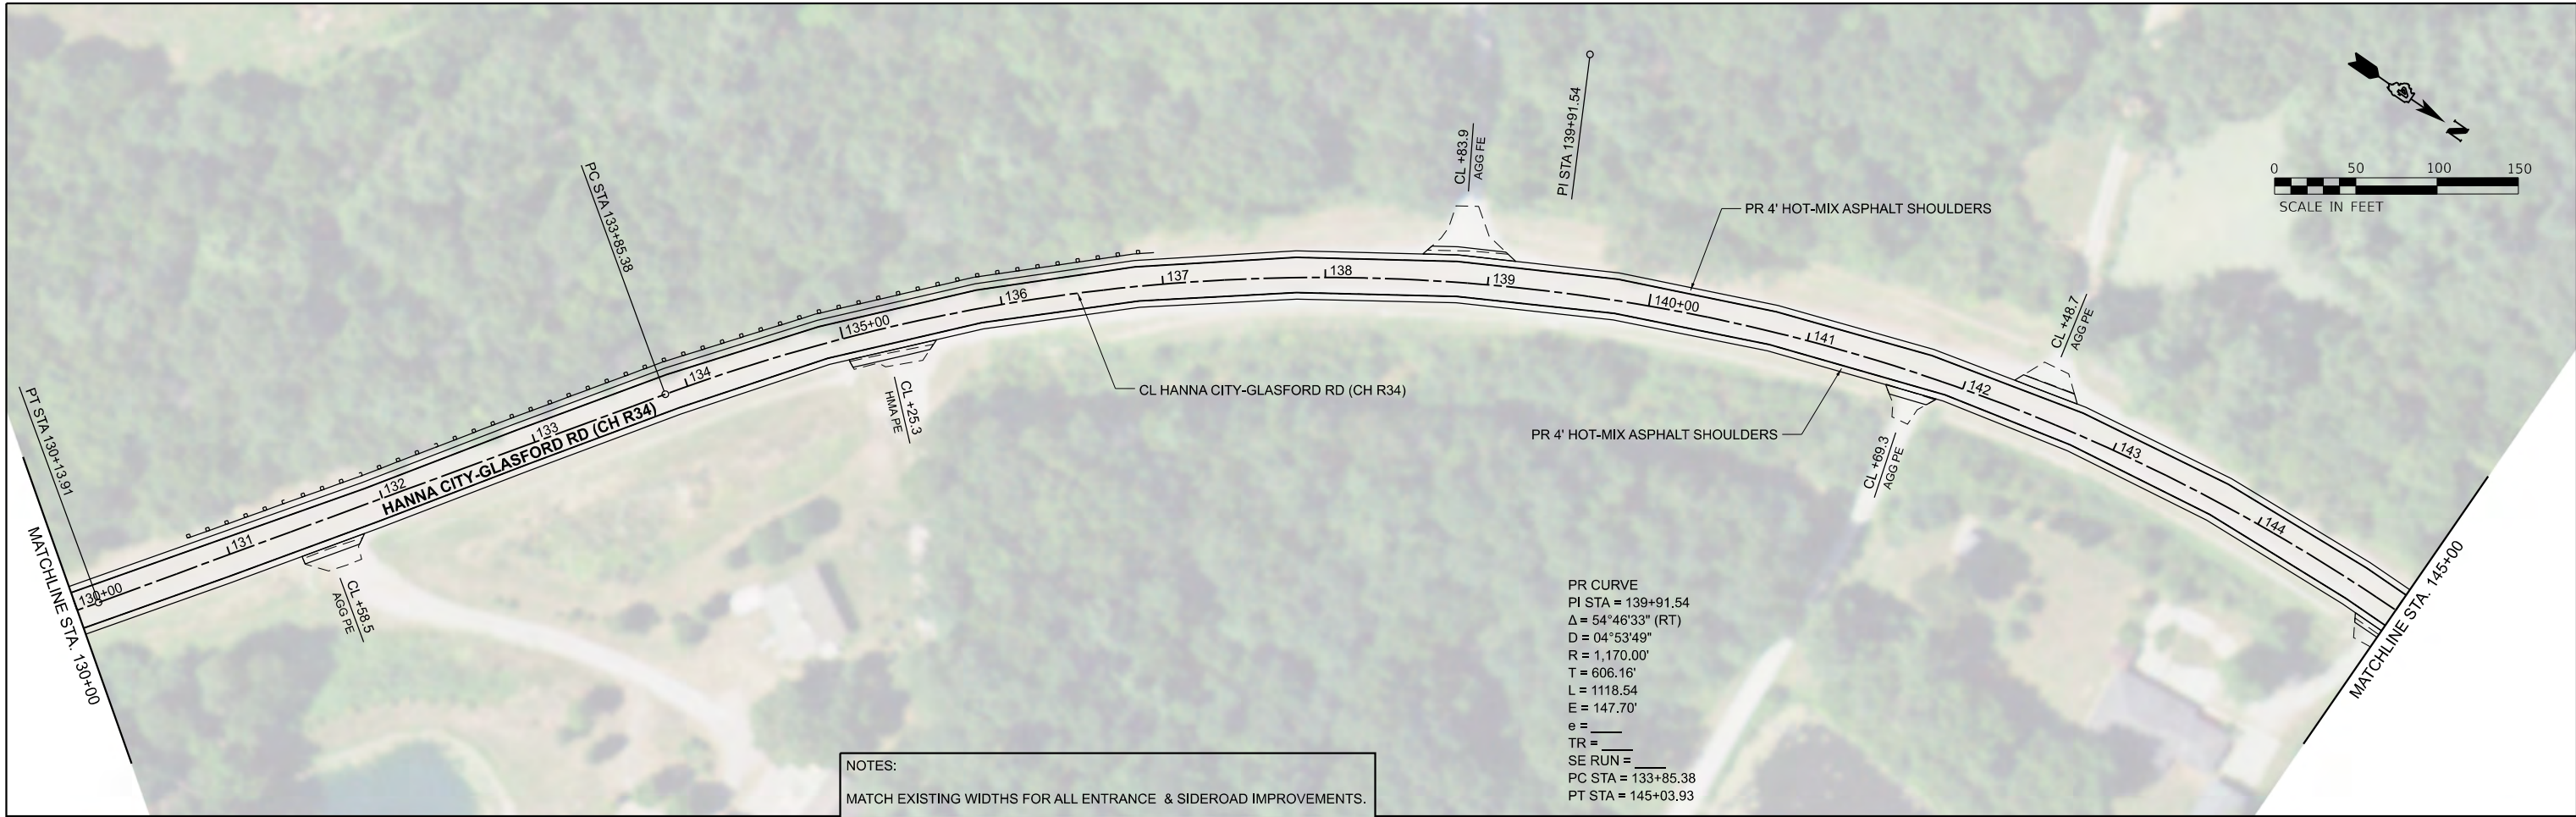 PC STA 133+85.38
PI STA 139+91.54
CL +83.9
AGG FE
N
0 50 100 150
SCALE IN FEET
PR 4' HOT-MIX ASPHALT SHOULDERS
PT STA 130+13.91
MATCHLINE STA. 130+00
130+00
131
132
133
134
135+00
136
137
138
139
140+00
141
142
143
144
HANNA CITY-GLASFORD RD (CH R34)
CL +58.5
AGG PE
CL +25.3
HMA PE
CL HANNA CITY-GLASFORD RD (CH R34)
PR 4' HOT-MIX ASPHALT SHOULDERS
CL +69.3
AGG PE
CL +48.7
AGG PE
MATCHLINE STA. 145+00
PR CURVE
PI STA = 139+91.54
Δ = 54°46'33" (RT)
D = 04°53'49"
R = 1,170.00'
T = 606.16'
L = 1118.54
E = 147.70'
e = ____
TR = ____
SE RUN = ____
PC STA = 133+85.38
PT STA = 145+03.93
NOTES:
MATCH EXISTING WIDTHS FOR ALL ENTRANCE & SIDEROAD IMPROVEMENTS.